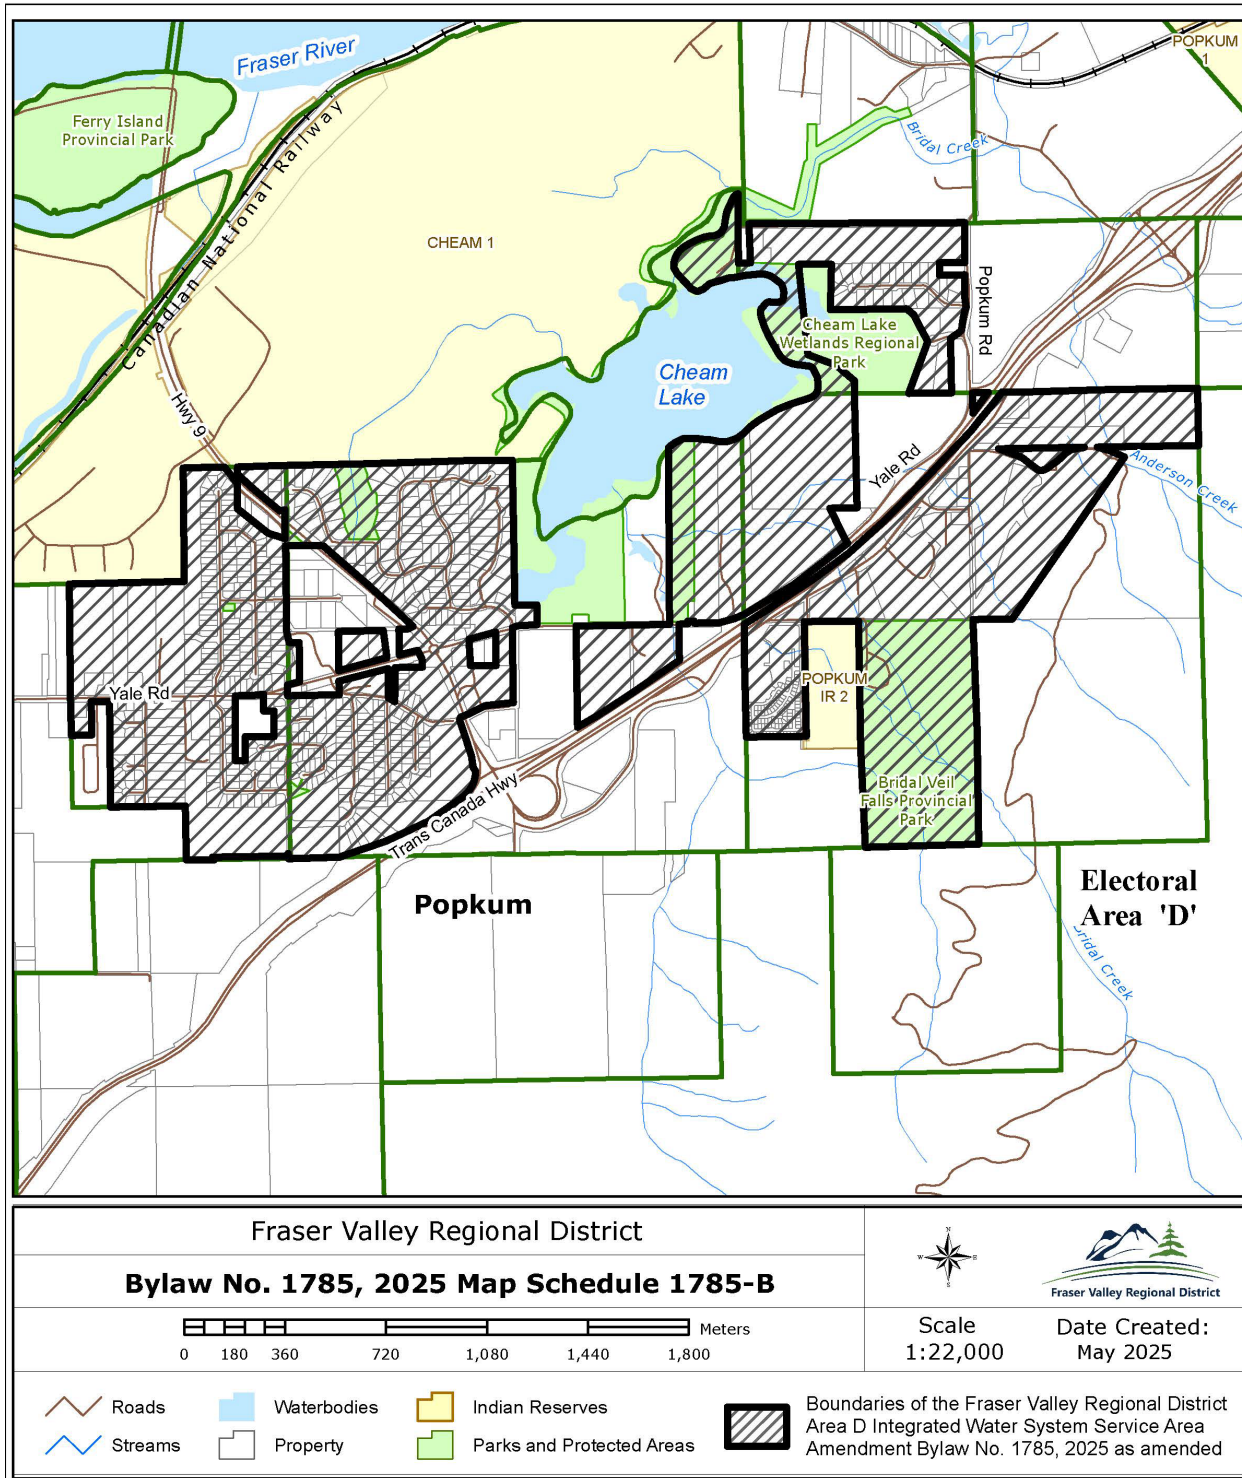 Fraser River
POPKUM
1
Ferry Island
Provincial Park
Canadian National Railway
Bridal Creek
CHEAM 1
Popkum Rd
Cheam Lake
Wetlands Regional
Park
Cheam
Lake
Hwy 9
Yale Rd
Anderson Creek
Yale Rd
POPKUM
IR 2
Bridal Veil
Falls Provincial
Park
Trans Canada Hwy
Popkum
Electoral
Area 'D'
Bridal Creek
Fraser Valley Regional District
Bylaw No. 1785, 2025 Map Schedule 1785-B
Meters
0 180 360 720 1,080 1,440 1,800
N
W E
S
Fraser Valley Regional District
Scale
1:22,000
Date Created:
May 2025
Roads
Waterbodies
Indian Reserves
Streams
Property
Parks and Protected Areas
Boundaries of the Fraser Valley Regional District
Area D Integrated Water System Service Area
Amendment Bylaw No. 1785, 2025 as amended